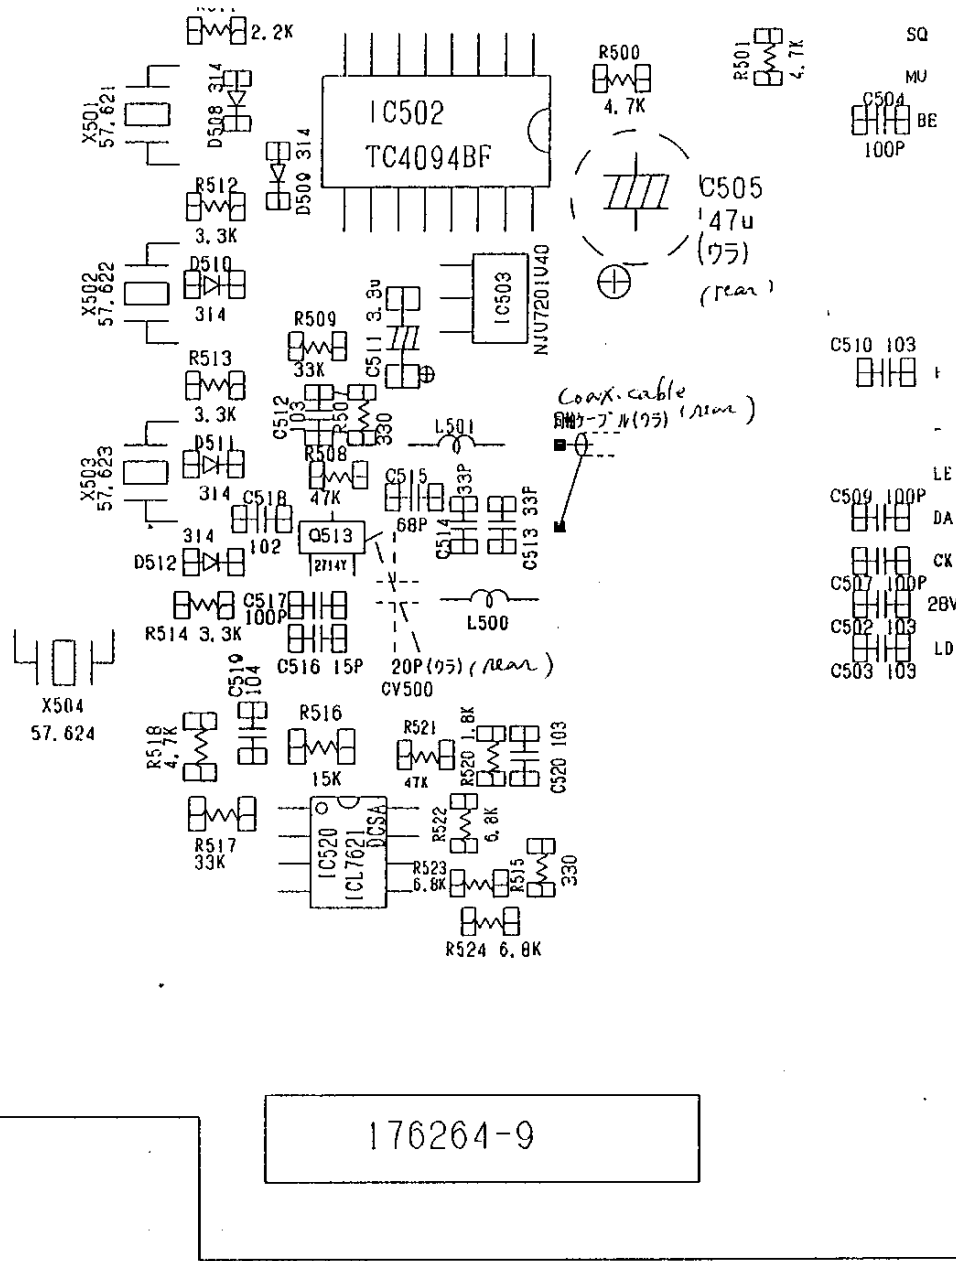 2.2K
X501
57.621
D508 314
D509 314
IC502
TC4094BF
R500
4.7K
R501
4.7K
SQ
MU
C504
BE
100P
C505
47u
(ウラ)
(rear)
R512
3.3K
X502
57.622
D510
314
R509
33K
C511 3.3u
IC503
NJU7201U40
C510 103
R513
3.3K
C512
103
R50
330
Coax. cable
同軸ケーブル(ウラ) (rear)
X503
57.623
D511
314
R508
47K
L501
C515
68P
C514
33P
C513 33P
C518
102
Q513
2714Y
D512
314
R514 3.3K
C517
100P
C516 15P
L500
20P(ウラ) (rear)
CV500
LE
C509 100P
DA
CK
C507 100P
28V
C502 103
LD
C503 103
X504
57.624
C519
104
R518
4.7K
R516
15K
R521
47K
R520 1.8K
C520 103
R517
33K
IC520
ICL7621
DCSA
R522
6.8K
R523
6.8K
R515
330
R524 6.8K
176264-9